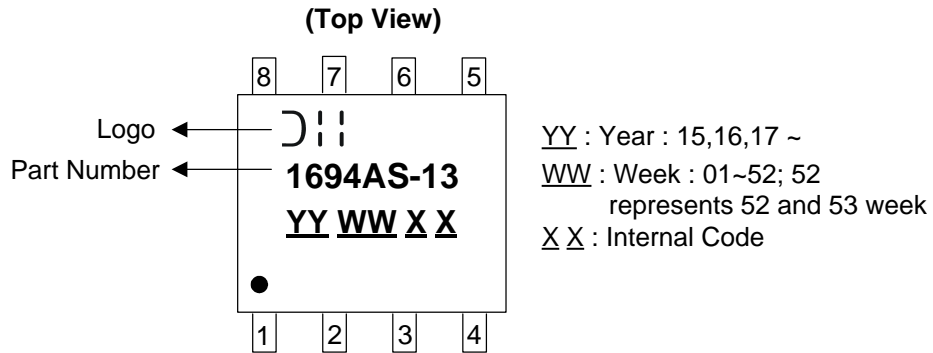 (Top View)
8 7 6 5
Logo
Part Number
1694AS-13
YY WW X X
YY : Year : 15,16,17 ~
WW : Week : 01~52; 52
represents 52 and 53 week
X X : Internal Code
1 2 3 4